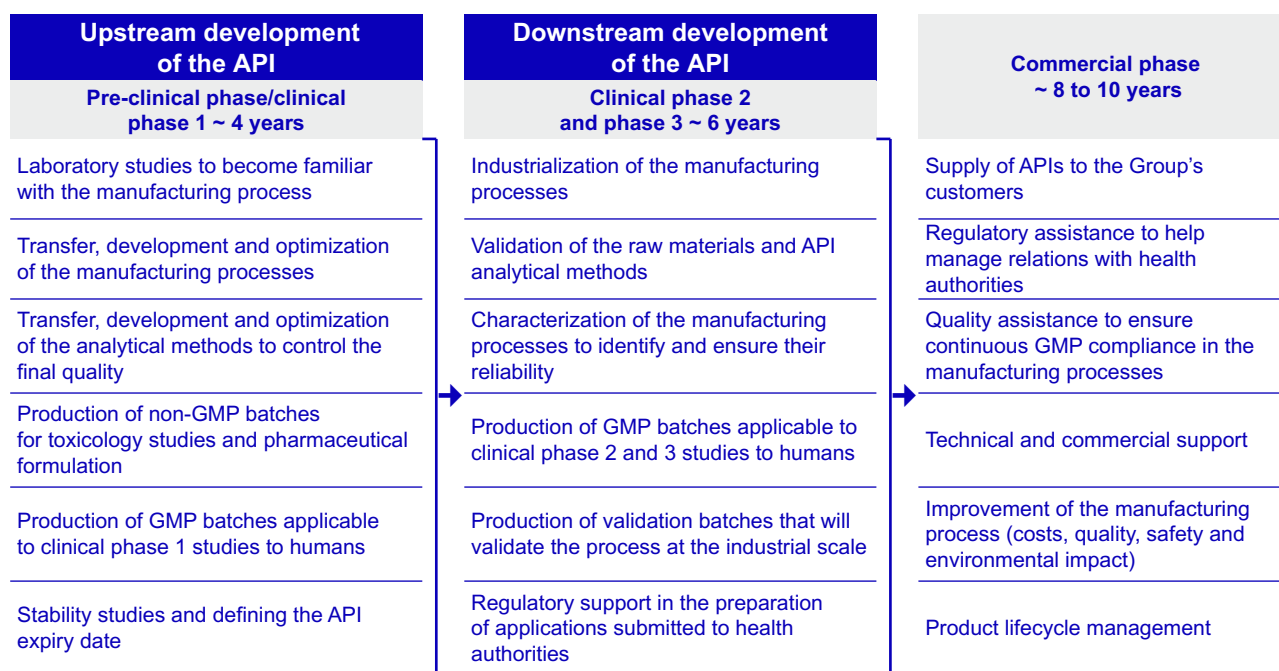 Upstream development
of the API
Pre-clinical phase/clinical
phase 1 ~ 4 years
Laboratory studies to become familiar
with the manufacturing process
Transfer, development and optimization
of the manufacturing processes
Transfer, development and optimization
of the analytical methods to control the
final quality
Production of non-GMP batches
for toxicology studies and pharmaceutical
formulation
Production of GMP batches applicable
to clinical phase 1 studies to humans
Stability studies and defining the API
expiry date
Downstream development
of the API
Clinical phase 2
and phase 3 ~ 6 years
Industrialization of the manufacturing
processes
Validation of the raw materials and API
analytical methods
Characterization of the manufacturing
processes to identify and ensure their
reliability
Production of GMP batches applicable to
clinical phase 2 and 3 studies to humans
Production of validation batches that will
validate the process at the industrial scale
Regulatory support in the preparation
of applications submitted to health
authorities
Commercial phase
~ 8 to 10 years
Supply of APIs to the Group's
customers
Regulatory assistance to help
manage relations with health
authorities
Quality assistance to ensure
continuous GMP compliance in the
manufacturing processes
Technical and commercial support
Improvement of the manufacturing
process (costs, quality, safety and
environmental impact)
Product lifecycle management